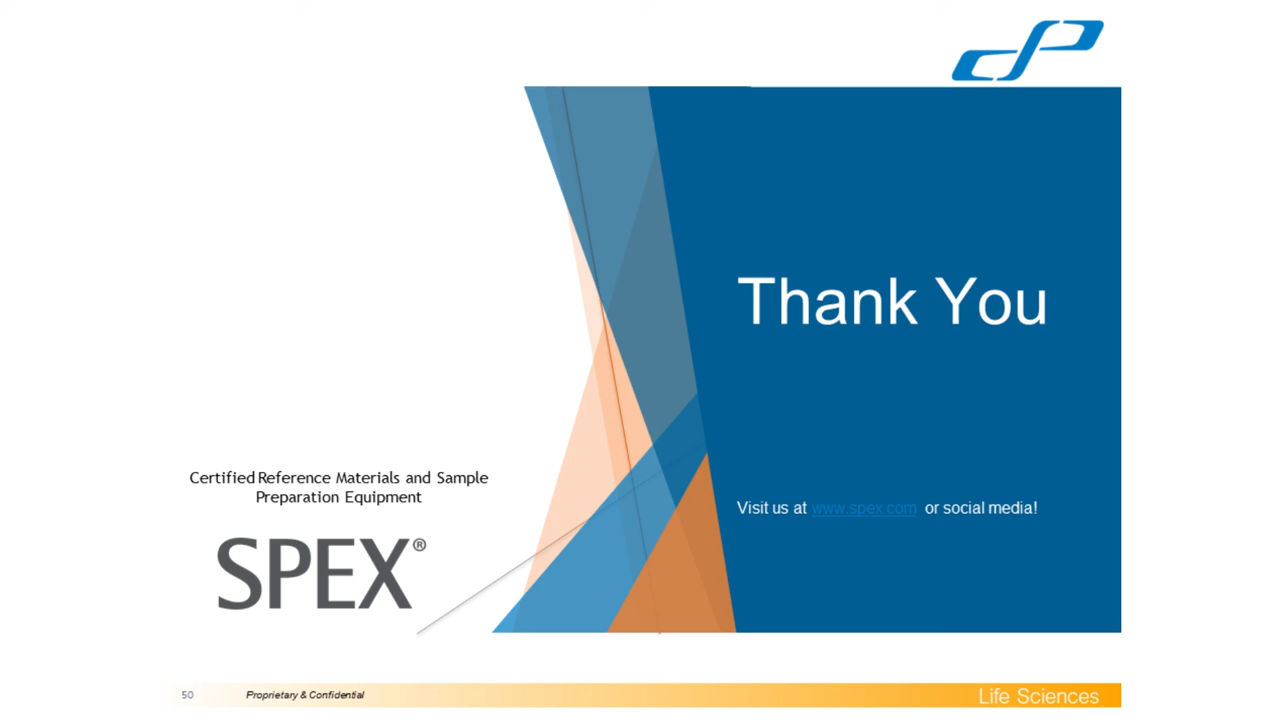 Thank You
Certified Reference Materials and Sample
Preparation Equipment
Visit us at www.spex.com or social media!
SPEX®
50 Proprietary & Confidential Life Sciences